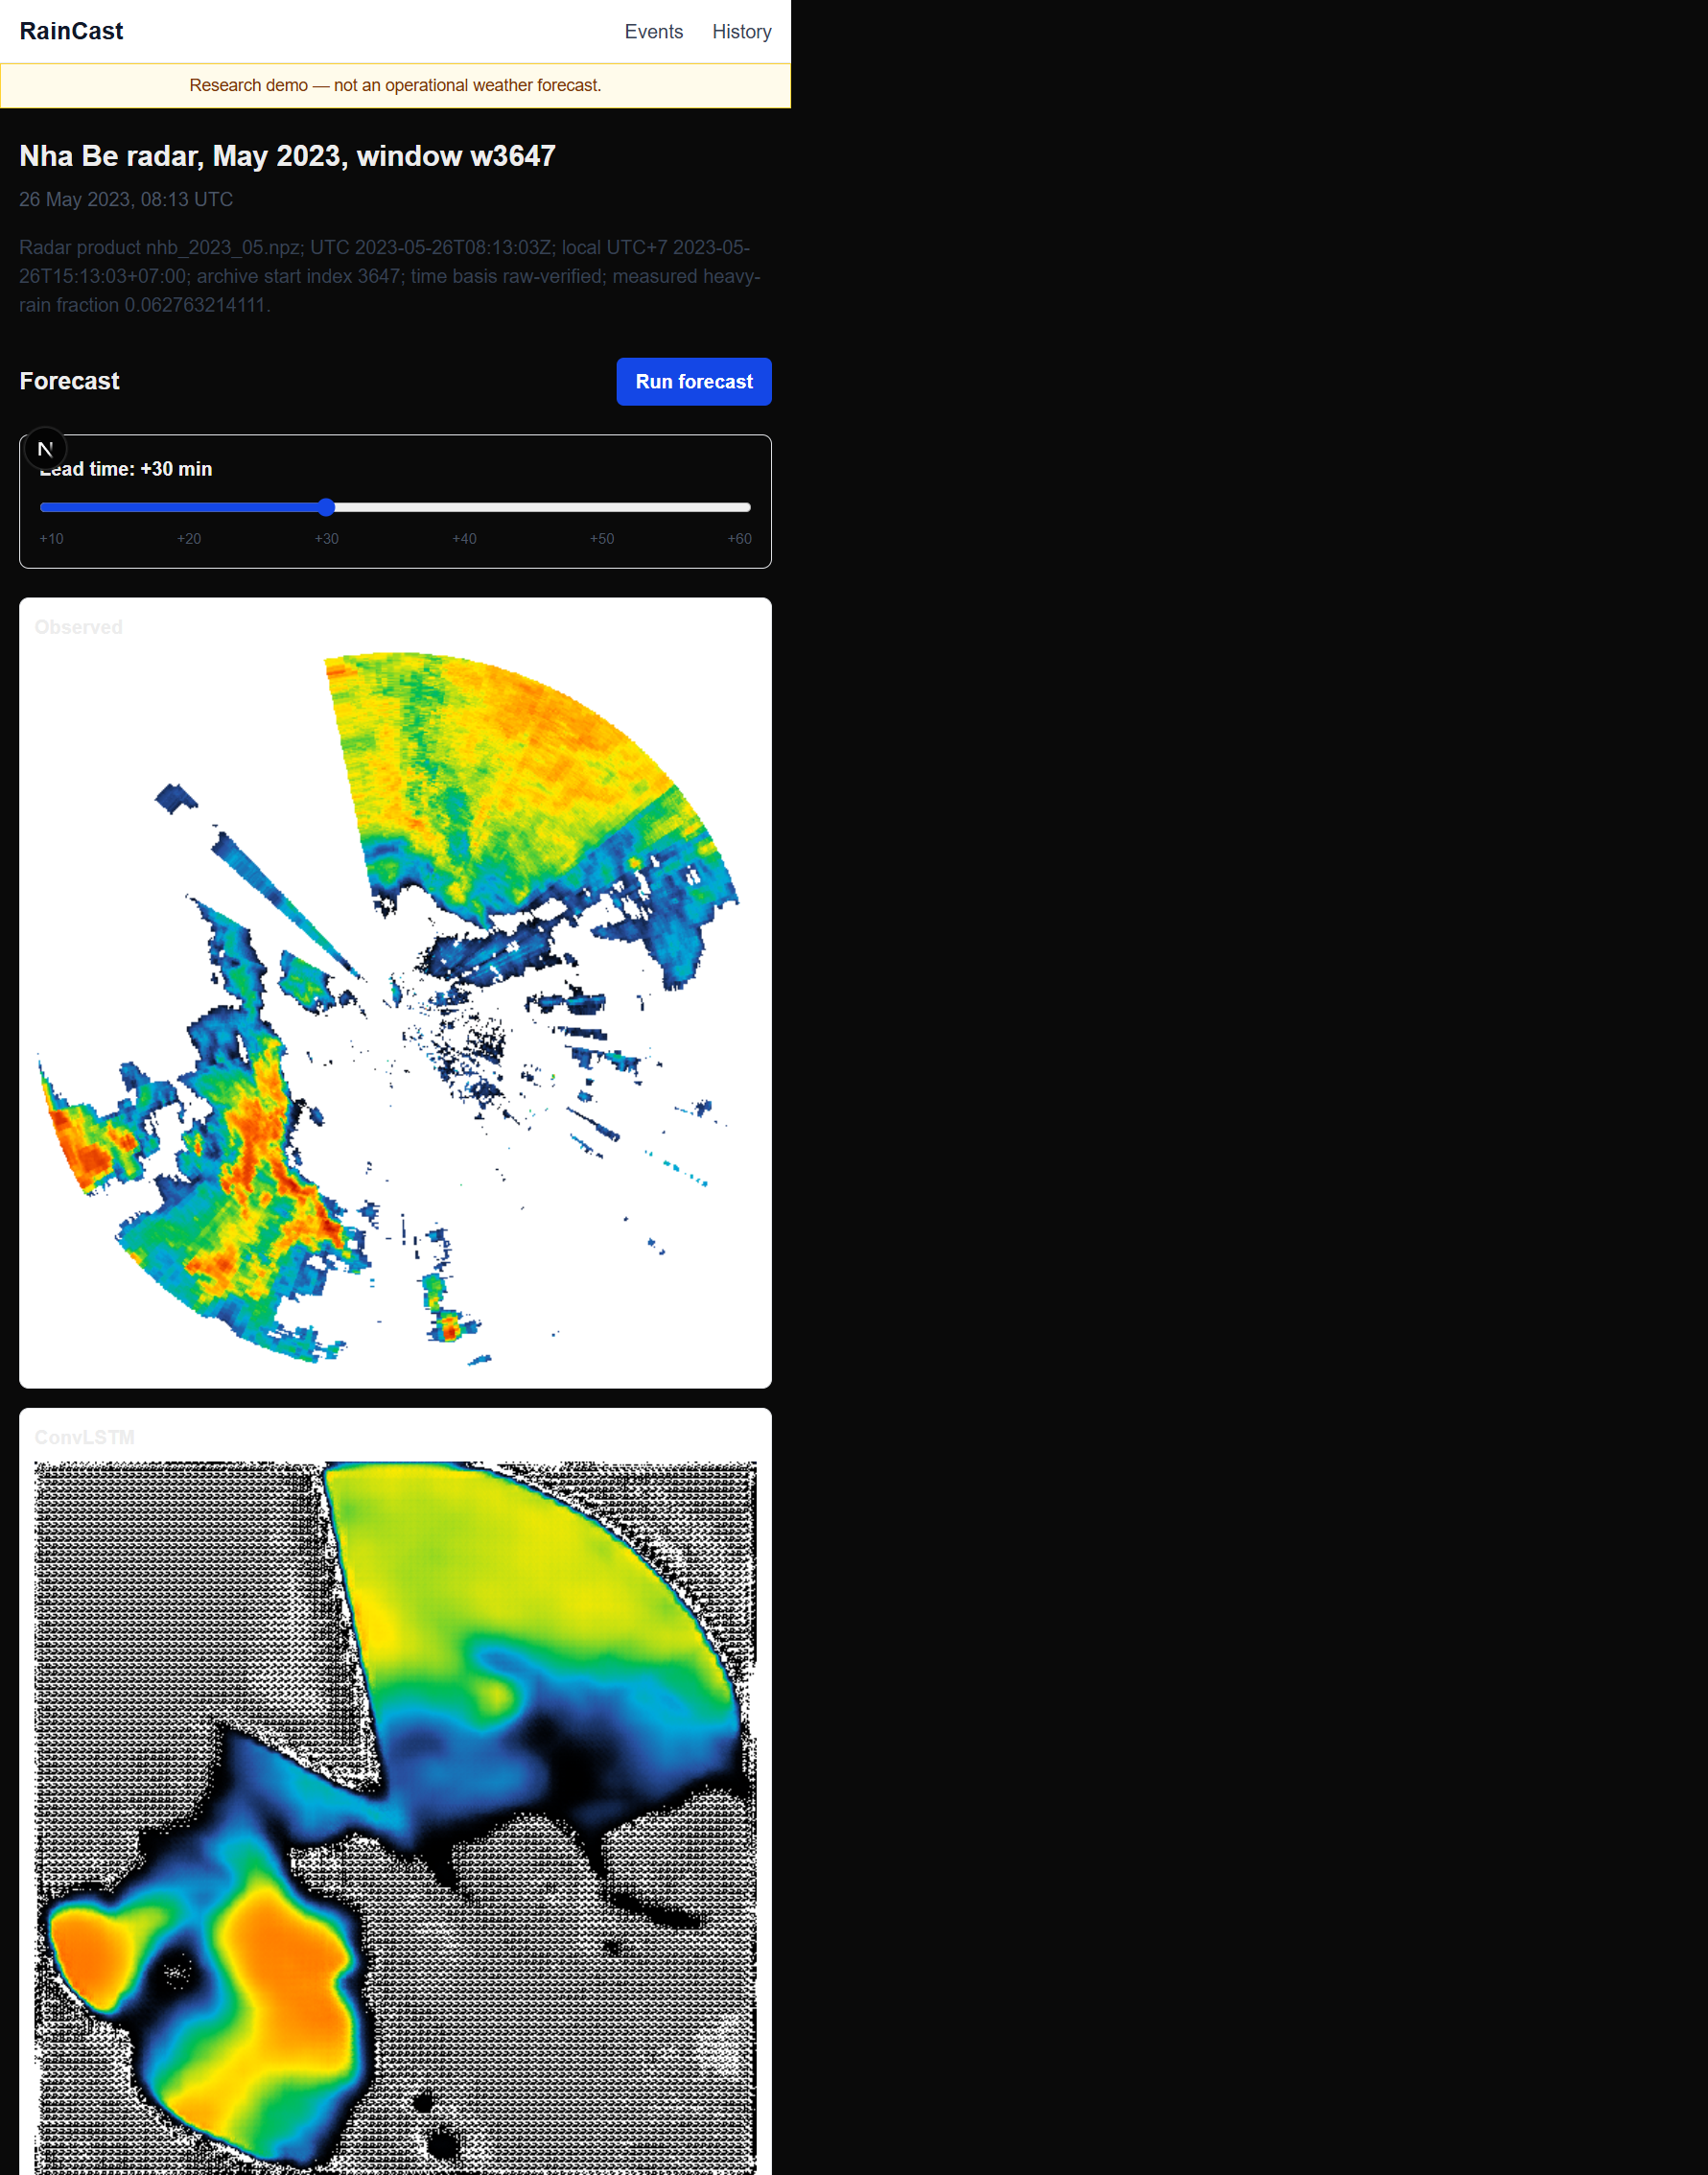 RainCast
Events
History
Research demo — not an operational weather forecast.
Nha Be radar, May 2023, window w3647
26 May 2023, 08:13 UTC
Radar product nhb_2023_05.npz; UTC 2023-05-26T08:13:03Z; local UTC+7 2023-05-
26T15:13:03+07:00; archive start index 3647; time basis raw-verified; measured heavy-
rain fraction 0.062763214111.
Forecast
Run forecast
N
Lead time: +30 min
+10 +20 +30 +40 +50 +60
Observed
ConvLSTM